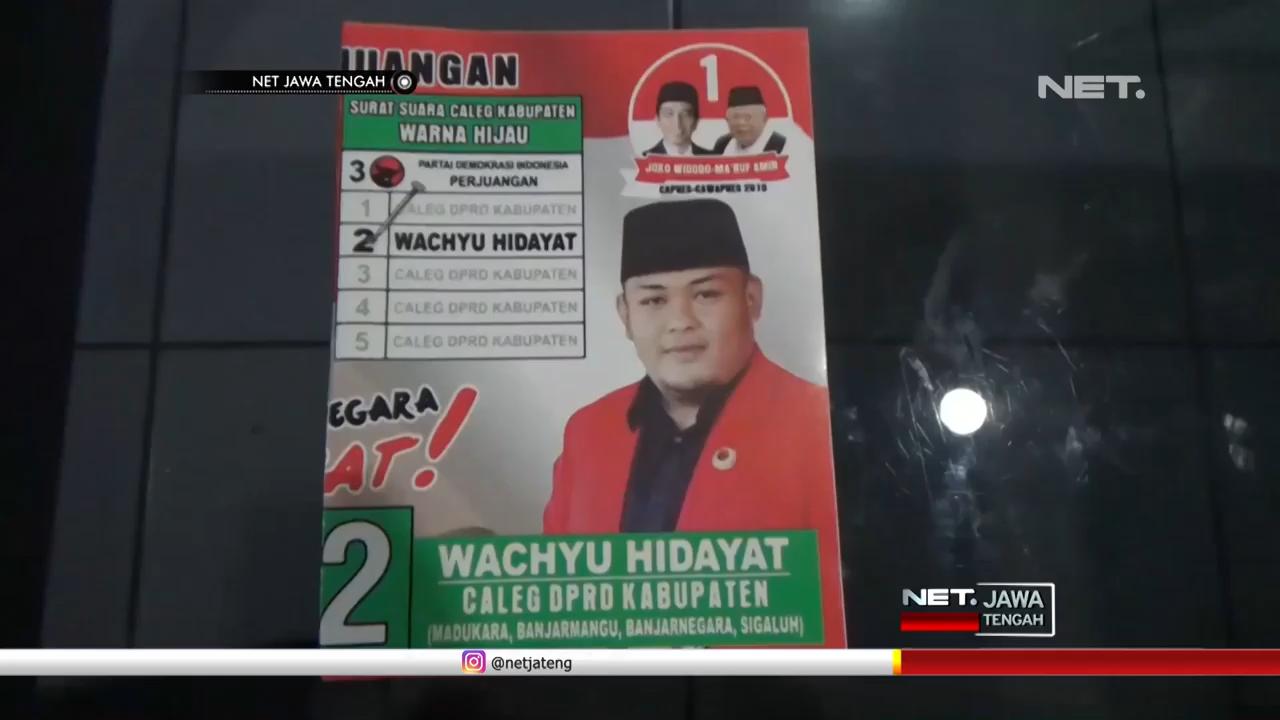 NET JAWA TENGAH
NET.
UANGAN
SURAT SUARA CALEG KABUPATEN
WARNA HIJAU
3 PARTAI DEMOKRASI INDONESIA
PERJUANGAN
1 CALEG DPRD KABUPATEN
2 WACHYU HIDAYAT
3 CALEG DPRD KABUPATEN
4 CALEG DPRD KABUPATEN
5 CALEG DPRD KABUPATEN
1
JOKO WIDODO-MA'RUF AMIN
CAPRES-CAWAPRES 2019
EGARA
AT!
2
WACHYU HIDAYAT
CALEG DPRD KABUPATEN
(MADUKARA, BANJARMANGU, BANJARNEGARA, SIGALUH)
NET. JAWA
TENGAH
@netjateng